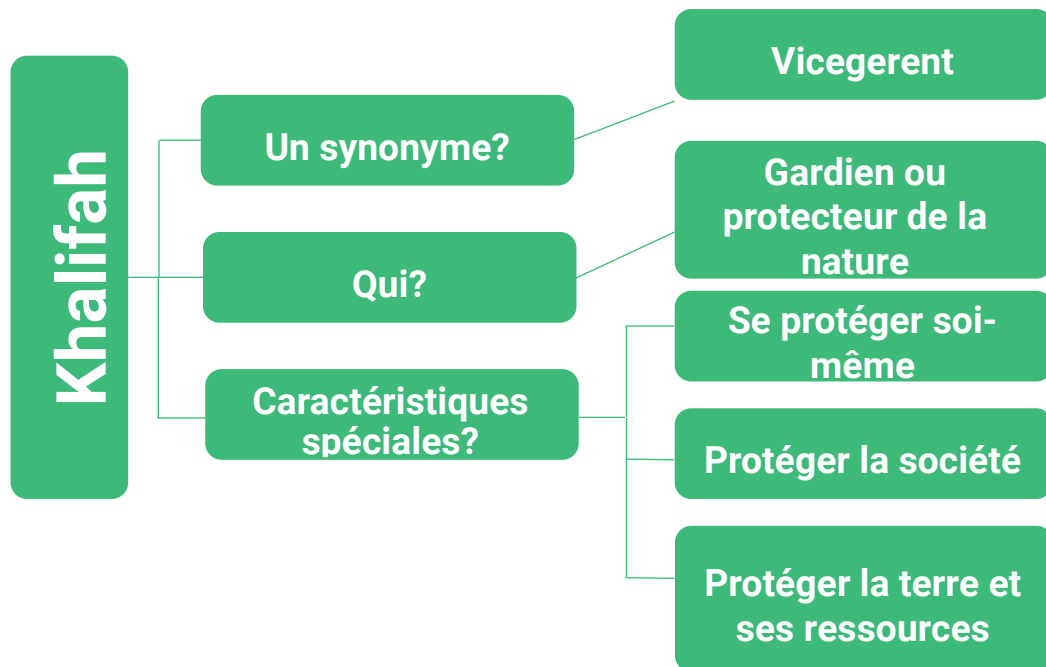 Khalifah
Un synonyme?
Vicegerent
Qui?
Gardien ou
protecteur de la
nature
Caractéristiques
spéciales?
Se protéger soi-
même
Protéger la société
Protéger la terre et
ses ressources